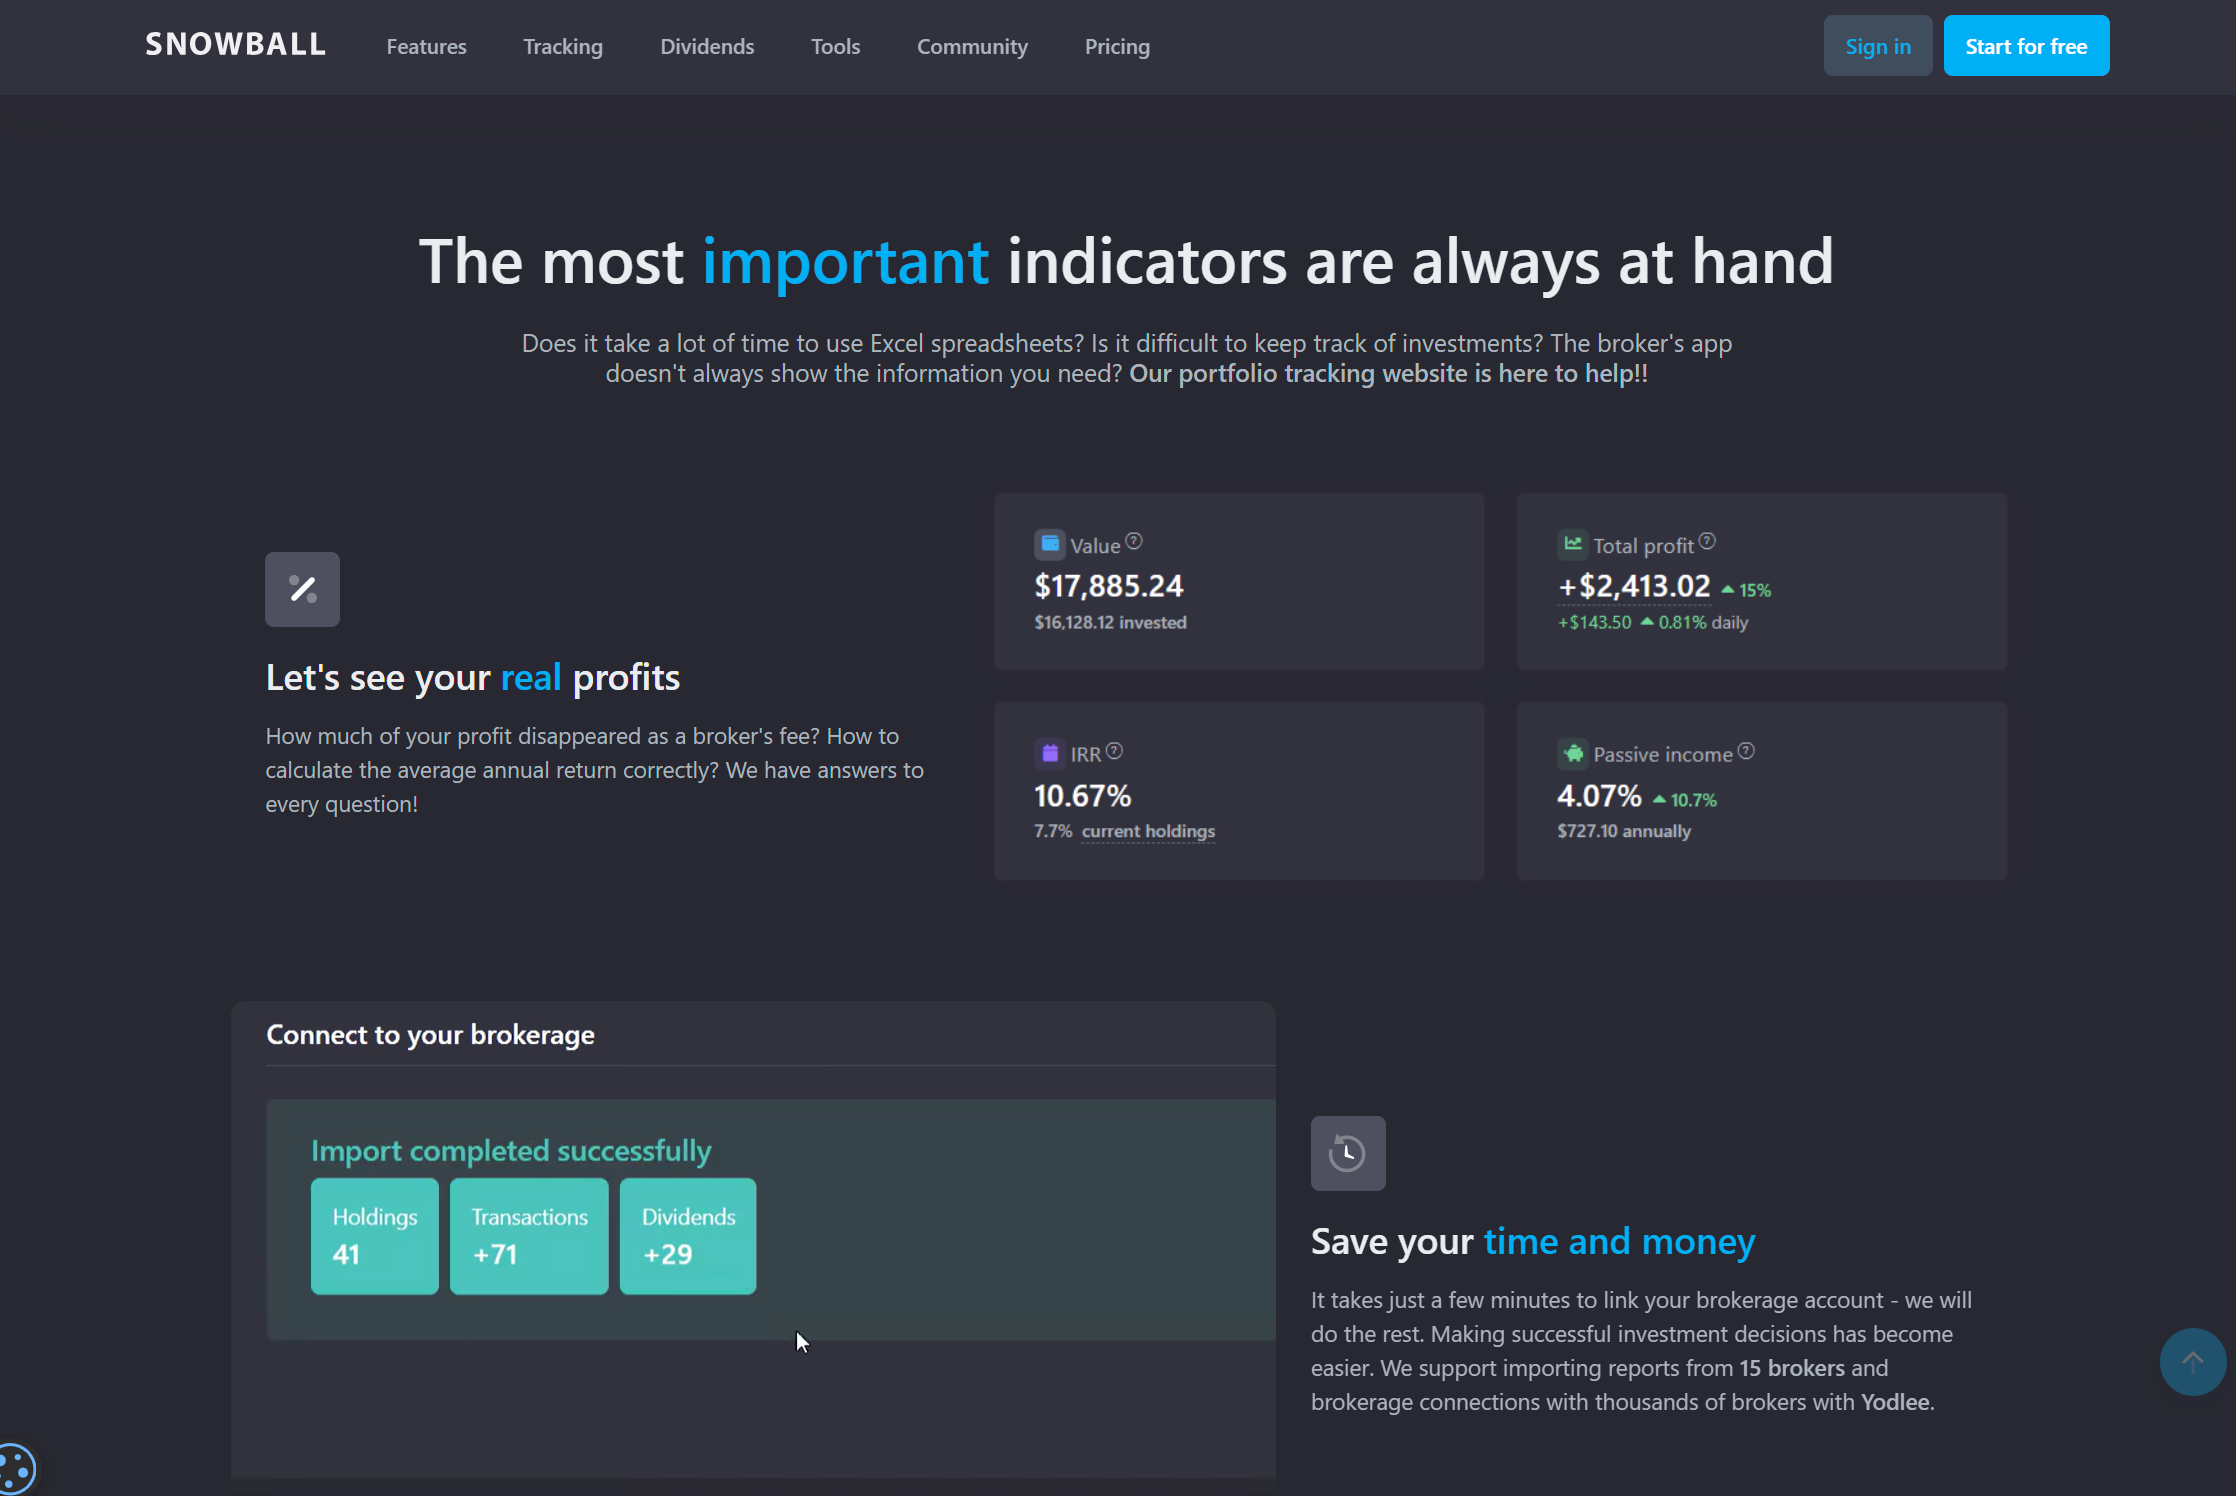 SNOWBALL Features Tracking Dividends Tools Community Pricing Sign in Start for free
The most important indicators are always at hand
Does it take a lot of time to use Excel spreadsheets? Is it difficult to keep track of investments? The broker's app
doesn't always show the information you need? Our portfolio tracking website is here to help!!
Let's see your real profits
How much of your profit disappeared as a broker's fee? How to
calculate the average annual return correctly? We have answers to
every question!
Value ?
$17,885.24
$16,128.12 invested
Total profit ?
+$2,413.02 15%
+$143.50 0.81% daily
IRR ?
10.67%
7.7% current holdings
Passive income ?
4.07% 10.7%
$727.10 annually
Connect to your brokerage
Import completed successfully
Holdings
41
Transactions
+71
Dividends
+29
Save your time and money
It takes just a few minutes to link your brokerage account - we will
do the rest. Making successful investment decisions has become
easier. We support importing reports from 15 brokers and
brokerage connections with thousands of brokers with Yodlee.